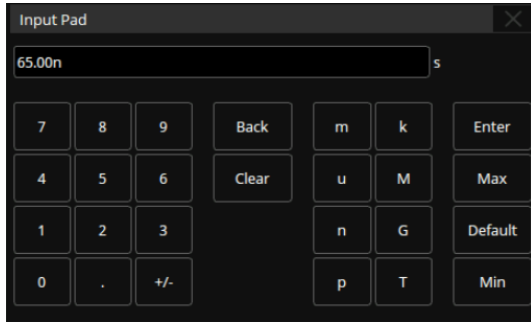 Input Pad
65.00n s
7 8 9 Back m k Enter
4 5 6 Clear u M Max
1 2 3 n G Default
0 . +/- p T Min